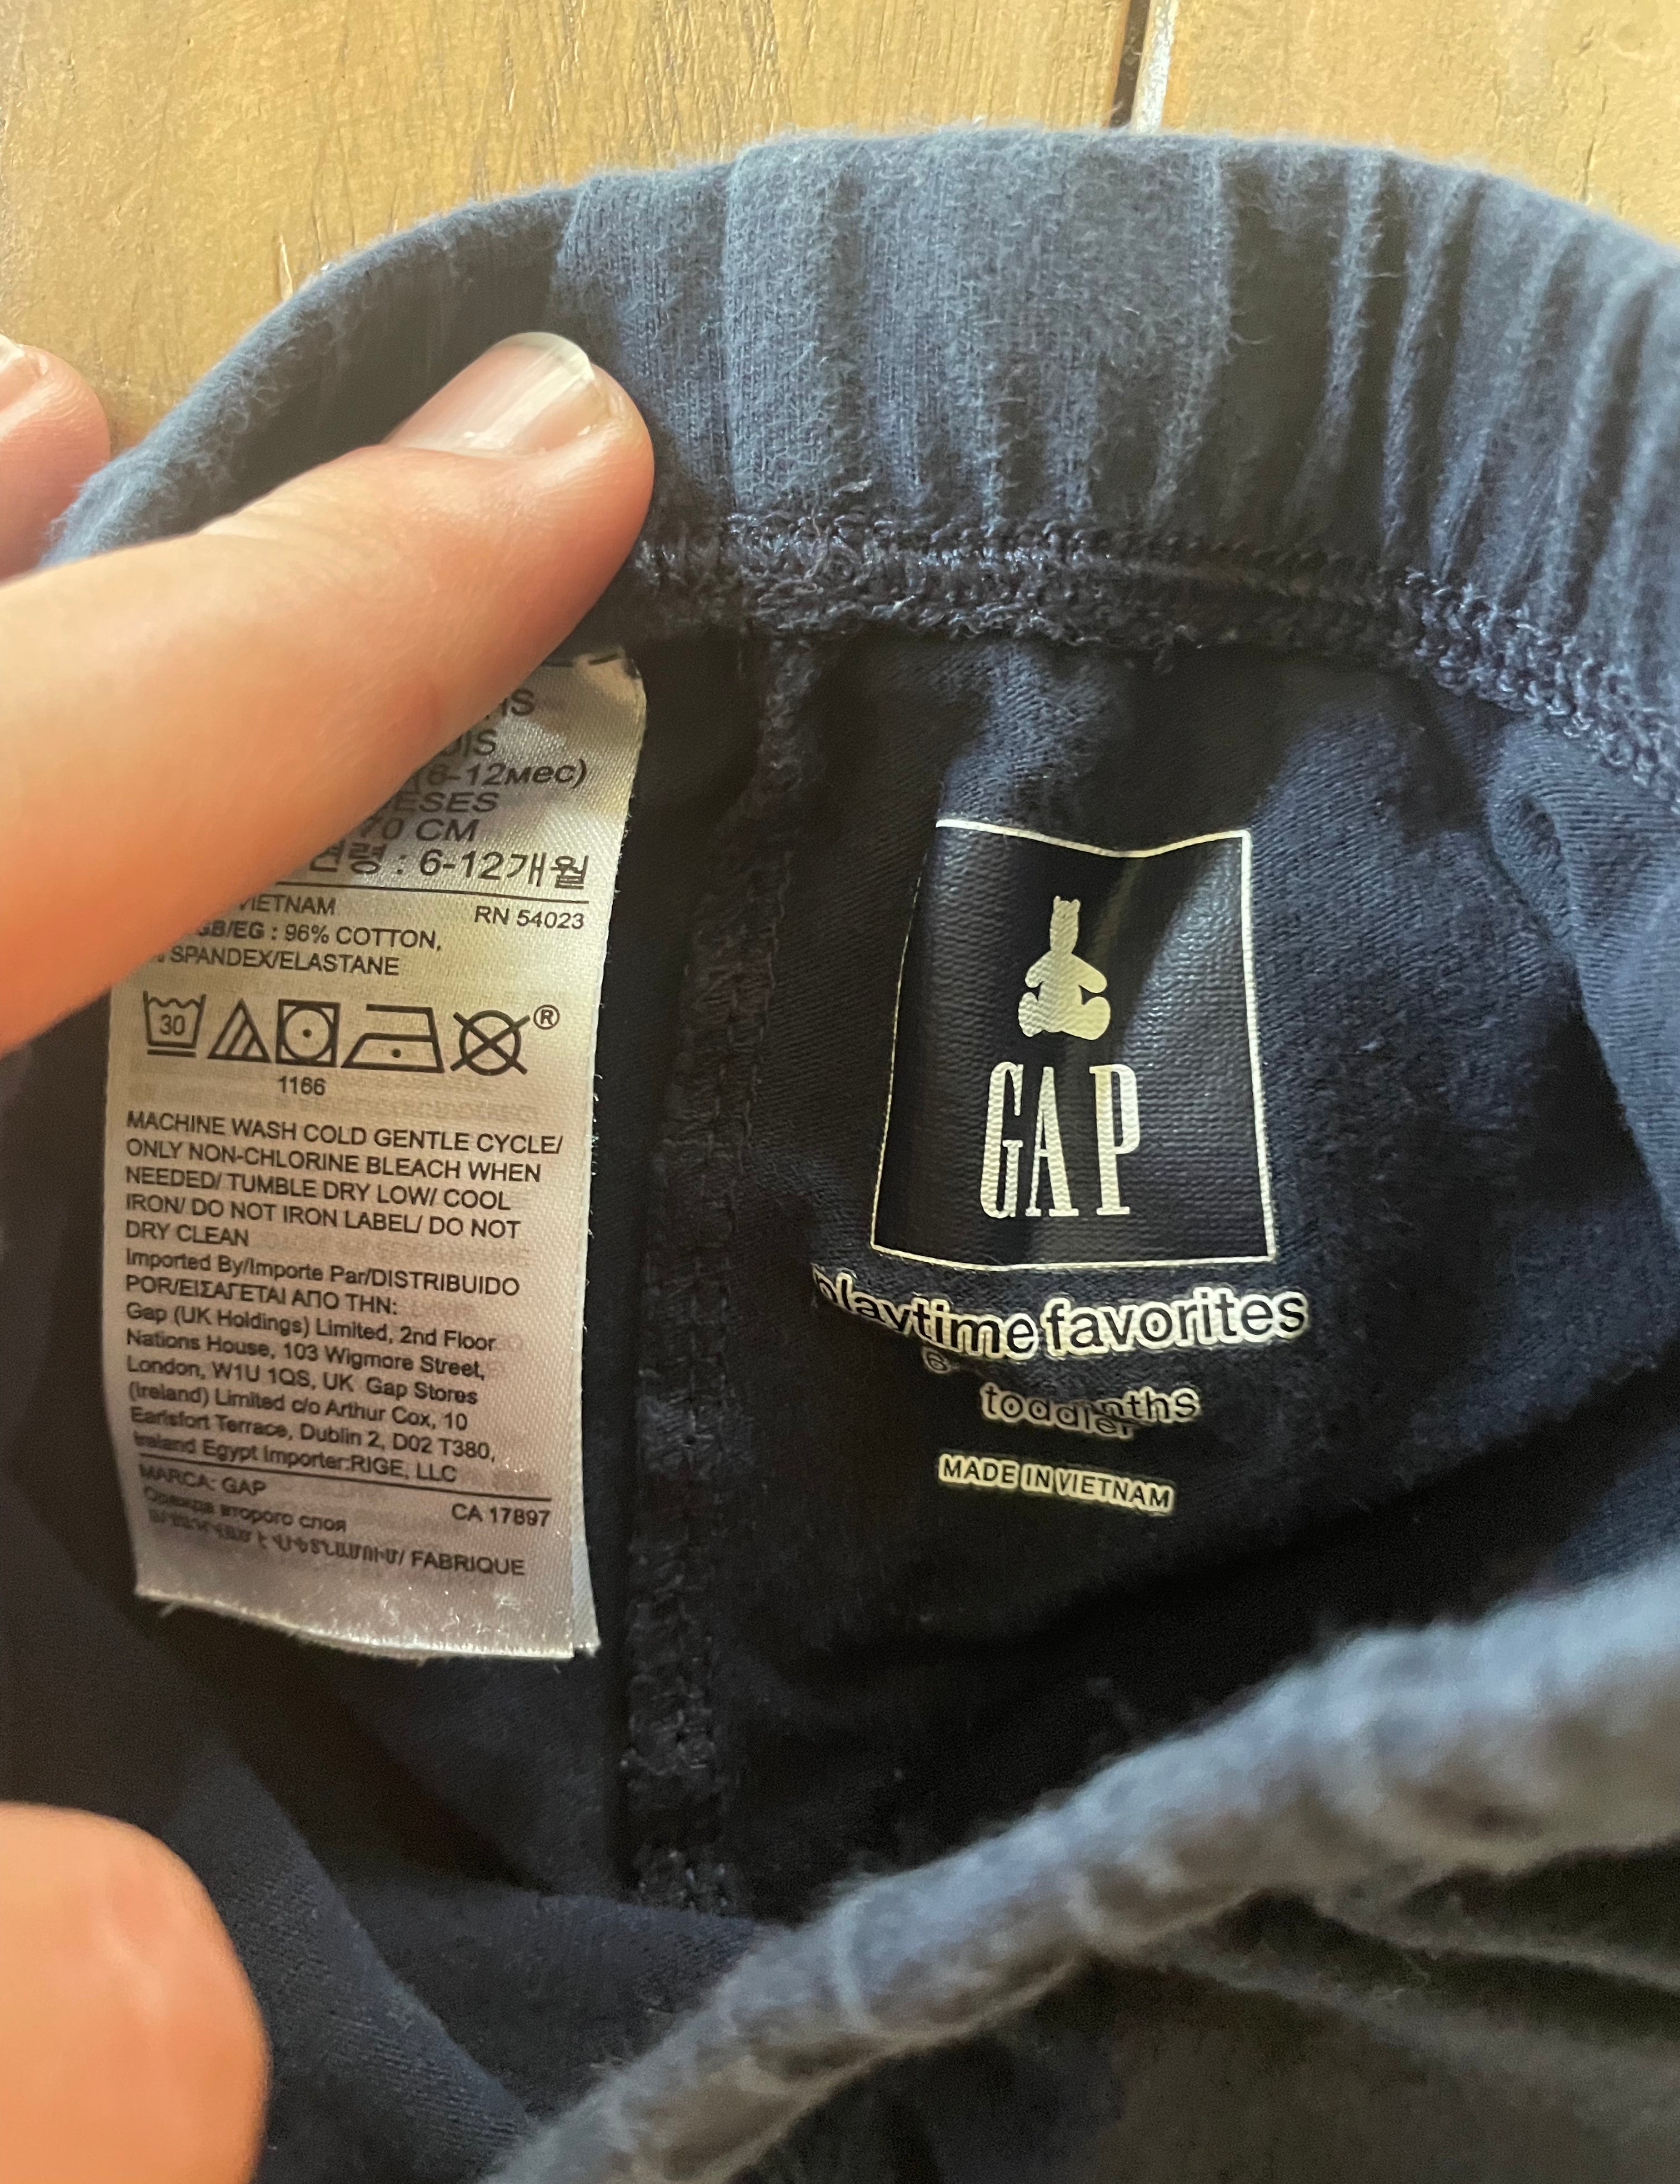 (6-12мес)
70 CM
: 6-12개월
VIETNAM
RN 54023
GB/EG : 96% COTTON,
SPANDEX/ELASTANE
30
®
1166
MACHINE WASH COLD GENTLE CYCLE/
ONLY NON-CHLORINE BLEACH WHEN
NEEDED/ TUMBLE DRY LOW/ COOL
IRON/ DO NOT IRON LABEL/ DO NOT
DRY CLEAN
Imported By/Importe Par/DISTRIBUIDO
POR/ΕΙΣΑΓΕΤΑΙ ΑΠΟ ΤΗΝ:
Gap (UK Holdings) Limited, 2nd Floor
Nations House, 103 Wigmore Street,
London, W1U 1QS, UK Gap Stores
(Ireland) Limited c/o Arthur Cox, 10
Earlsfort Terrace, Dublin 2, D02 T380,
Ireland Egypt Importer:RIGE, LLC
MARCA: GAP
CA 17897
Одежда второго слоя
FABRIQUE
GAP
playtime favorites
toddler
MADE IN VIETNAM